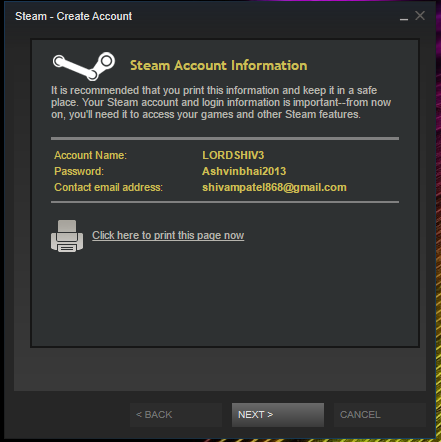 Steam - Create Account
Steam Account Information
It is recommended that you print this information and keep it in a safe
place. Your Steam account and login information is important--from now
on, you'll need it to access your games and other Steam features.
Account Name: LORDSHIV3
Password: Ashvinbhai2013
Contact email address: shivampatel868@gmail.com
Click here to print this page now
< BACK NEXT > CANCEL